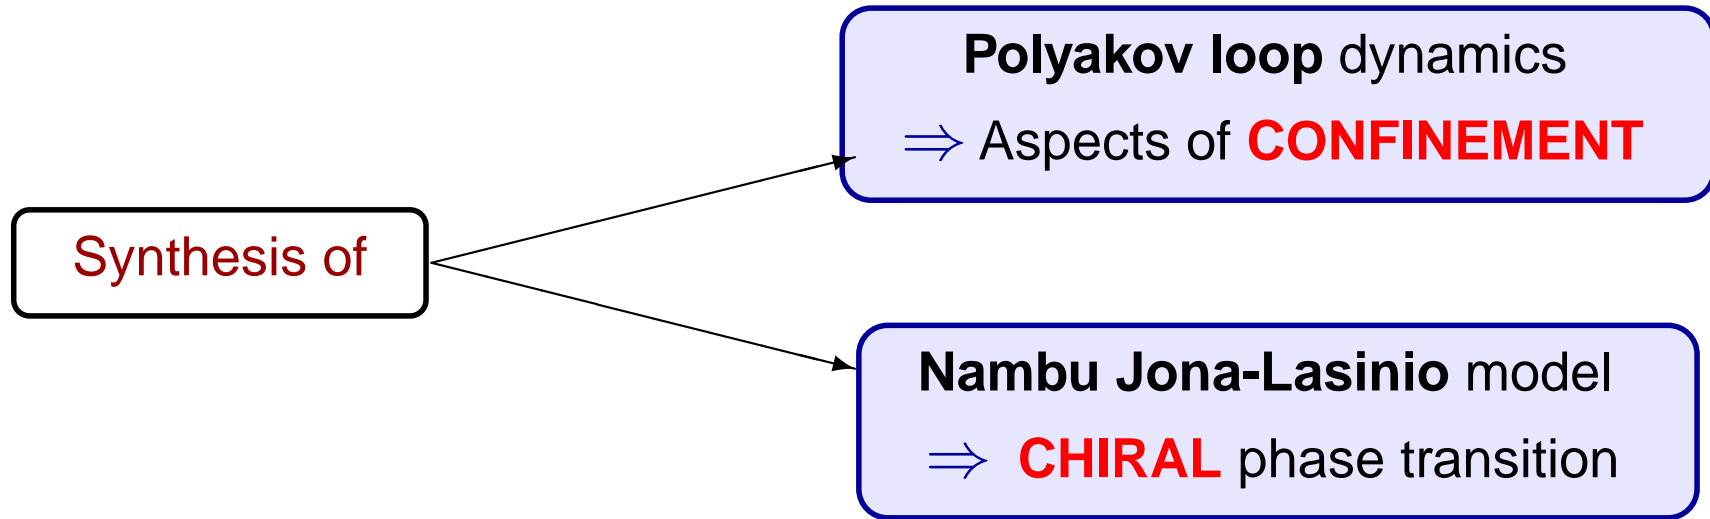 Synthesis of
Polyakov loop dynamics
⇒ Aspects of CONFINEMENT
Nambu Jona-Lasinio model
⇒ CHIRAL phase transition